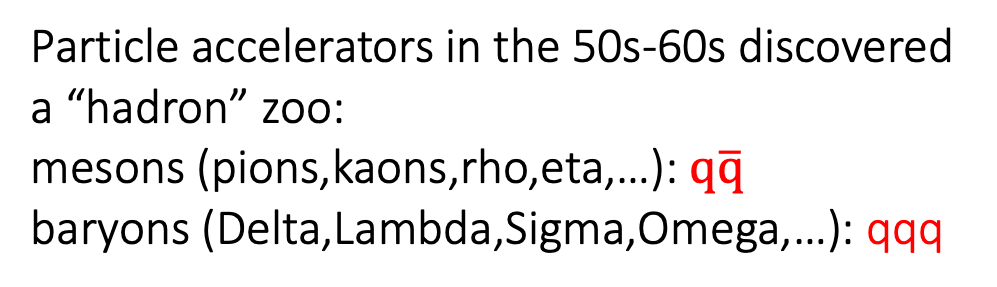 Particle accelerators in the 50s-60s discovered
a “hadron” zoo:
mesons (pions,kaons,rho,eta,...): qq̅
baryons (Delta,Lambda,Sigma,Omega,...): qqq